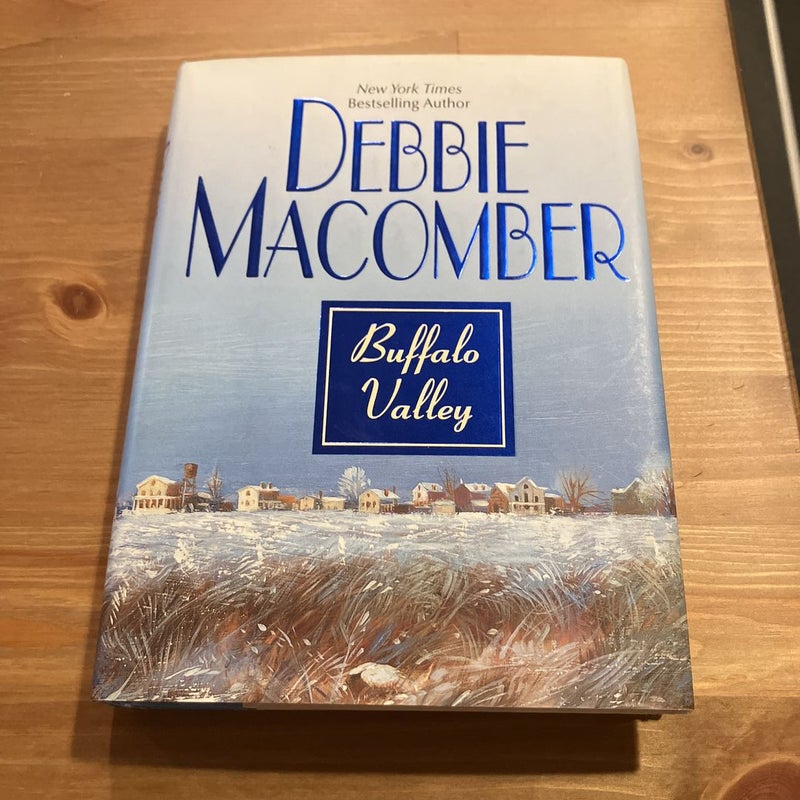 New York Times
Bestselling Author
DEBBIE
MACOMBER
Buffalo
Valley